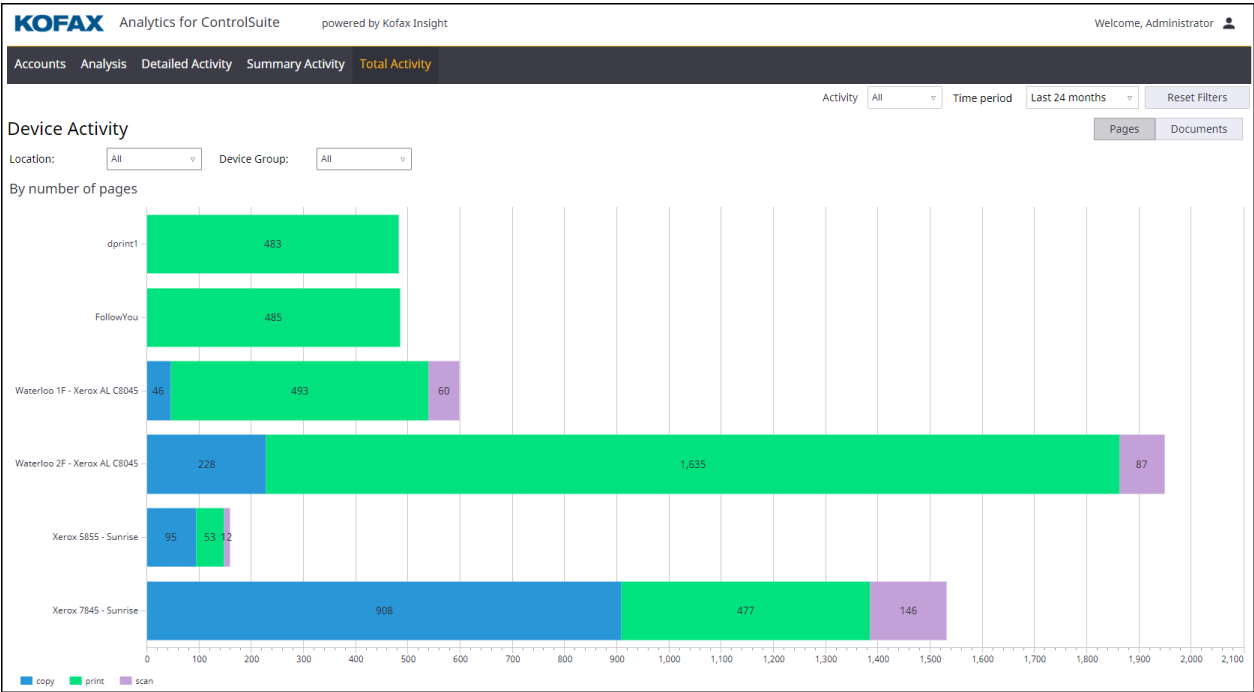 KOFAX Analytics for ControlSuite powered by Kofax Insight Welcome, Administrator
Accounts Analysis Detailed Activity Summary Activity Total Activity
Activity All Time period Last 24 months Reset Filters
Device Activity Pages Documents
Location: All Device Group: All
By number of pages
dprint1 483
FollowYou 485
Waterloo 1F - Xerox AL C8045 46 493 60
Waterloo 2F - Xerox AL C8045 228 1,635 87
Xerox 5855 - Sunrise 95 53 12
Xerox 7845 - Sunrise 908 477 146
0 100 200 300 400 500 600 700 800 900 1,000 1,100 1,200 1,300 1,400 1,500 1,600 1,700 1,800 1,900 2,000 2,100
copy print scan